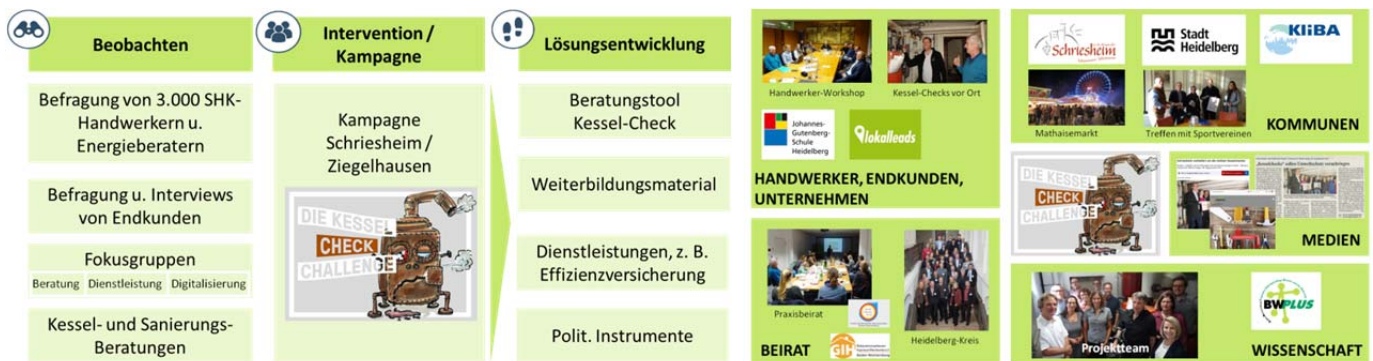 Beobachten
Befragung von 3.000 SHK-
Handwerkern u.
Energieberatern
Befragung u. Interviews
von Endkunden
Fokusgruppen
Beratung Dienstleistung Digitalisierung
Kessel- und Sanierungs-
Beratungen
Intervention /
Kampagne
Kampagne
Schriesheim /
Ziegelhausen
DIE KESSEL
CHECK
CHALLENGE
Lösungsentwicklung
Beratungstool
Kessel-Check
Weiterbildungsmaterial
Dienstleistungen, z. B.
Effizienzversicherung
Polit. Instrumente
Handwerker-Workshop
Kessel-Checks vor Ort
Johannes-
Gutenberg-
Schule
Heidelberg
lokalleads
HANDWERKER, ENDKUNDEN,
UNTERNEHMEN
Praxisbeirat
GIH
Heidelberg-Kreis
BEIRAT
Schriesheim
Stadt
Heidelberg
KLiBA
Mathaisemarkt
Treffen mit Sportvereinen
KOMMUNEN
DIE KESSEL
CHECK
CHALLENGE
MEDIEN
Projektteam
BWPLUS
WISSENSCHAFT